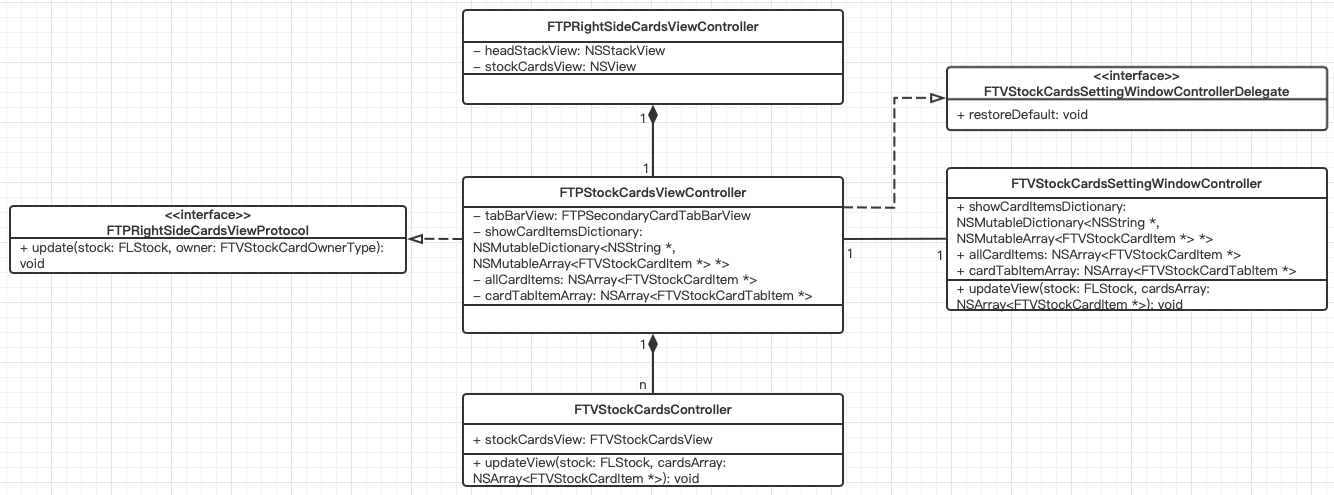 FTPRightSideCardsViewController
– headStackView: NSStackView
– stockCardsView: NSView
<<interface>>
FTVStockCardsSettingWindowControllerDelegate
+ restoreDefault: void
1
1
FTPStockCardsViewController
– tabBarView: FTPSecondaryCardTabBarView
– showCardItemsDictionary:
NSMutableDictionary<NSString *,
NSMutableArray<FTVStockCardItem *> *>
– allCardItems: NSArray<FTVStockCardItem *>
– cardTabItemArray: NSArray<FTVStockCardTabItem *>
FTVStockCardsSettingWindowController
+ showCardItemsDictionary:
NSMutableDictionary<NSString *,
NSMutableArray<FTVStockCardItem *> *>
+ allCardItems: NSArray<FTVStockCardItem *>
+ cardTabItemArray: NSArray<FTVStockCardTabItem *>
+ updateView(stock: FLStock, cardsArray:
NSArray<FTVStockCardItem *>): void
<<interface>>
FTPRightSideCardsViewProtocol
+ update(stock: FLStock, owner: FTVStockCardOwnerType):
void
1
1
1
n
FTVStockCardsController
+ stockCardsView: FTVStockCardsView
+ updateView(stock: FLStock, cardsArray:
NSArray<FTVStockCardItem *>): void